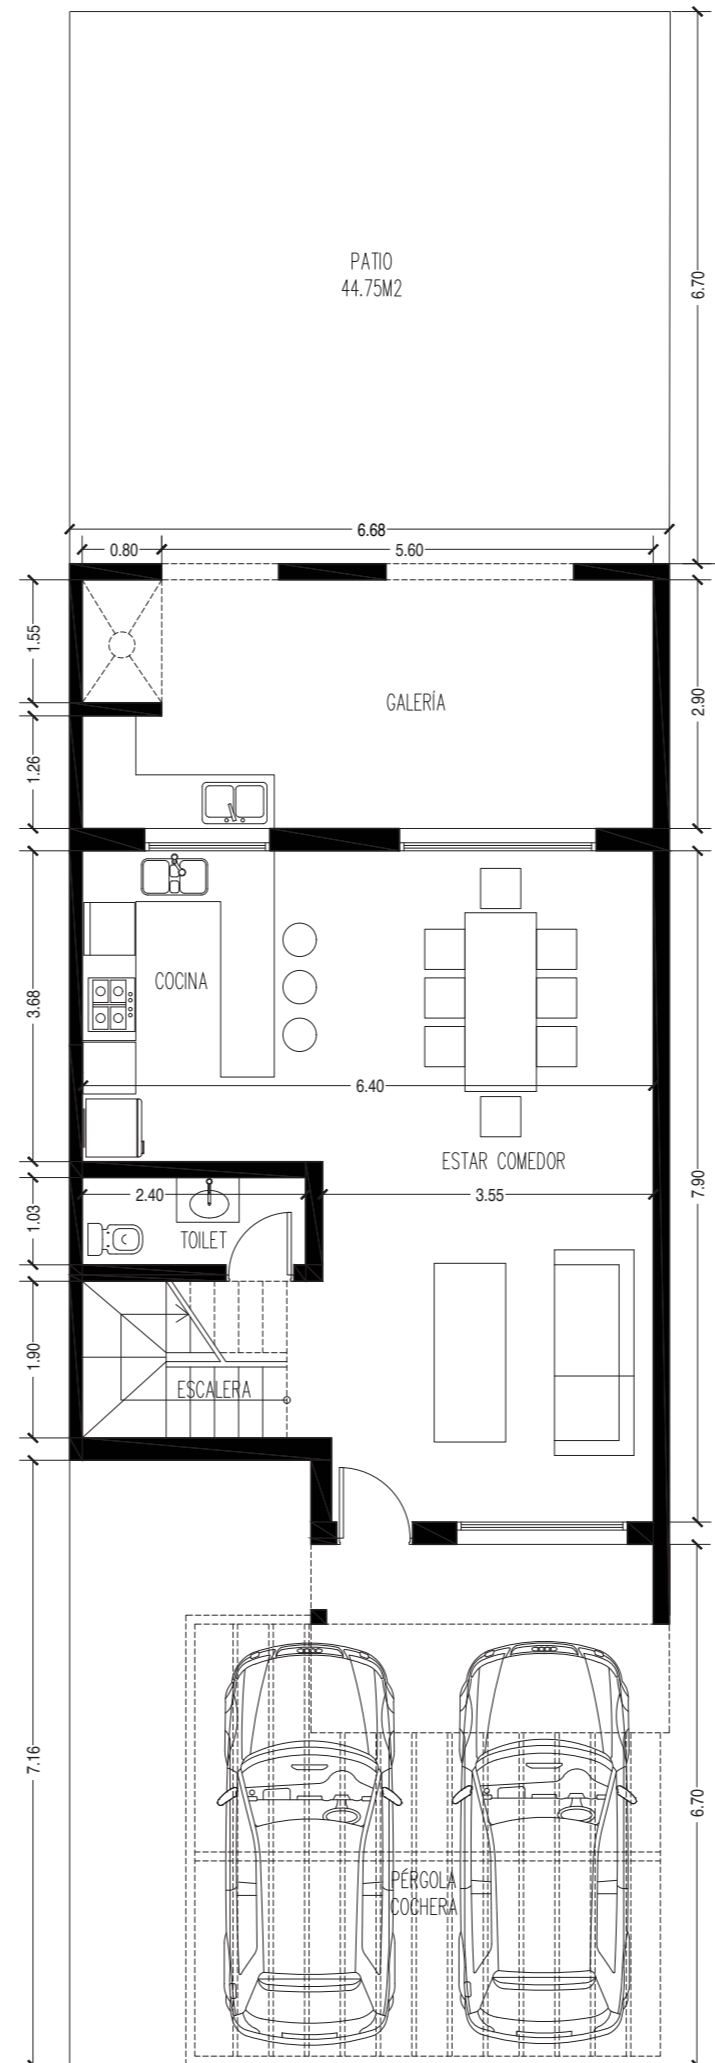 PATIO
44.75M2
6.70
6.68
0.80
5.60
1.55
GALERÍA
2.90
1.26
COCINA
3.68
6.40
ESTAR COMEDOR
7.90
2.40
3.55
1.03
TOILET
1.90
ESCALERA
7.16
6.70
PÉRGOLA
COCHERA